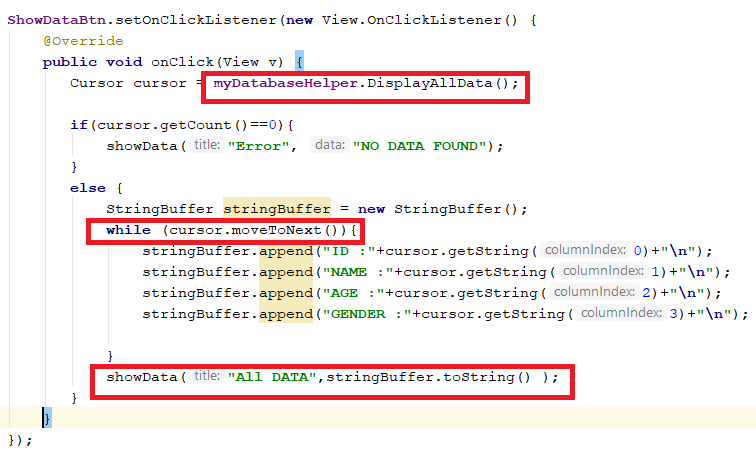 ShowDataBtn.setOnClickListener(new View.OnClickListener() {
@Override
public void onClick(View v) {
Cursor cursor = myDatabaseHelper.DisplayAllData();
if(cursor.getCount()==0){
showData( title: "Error", data: "NO DATA FOUND");
}
else {
StringBuffer stringBuffer = new StringBuffer();
while (cursor.moveToNext()){
stringBuffer.append("ID :"+cursor.getString( columnIndex: 0)+"\n");
stringBuffer.append("NAME :"+cursor.getString( columnIndex: 1)+"\n");
stringBuffer.append("AGE :"+cursor.getString( columnIndex: 2)+"\n");
stringBuffer.append("GENDER :"+cursor.getString( columnIndex: 3)+"\n");
}
showData( title: "All DATA",stringBuffer.toString() );
}
}
});